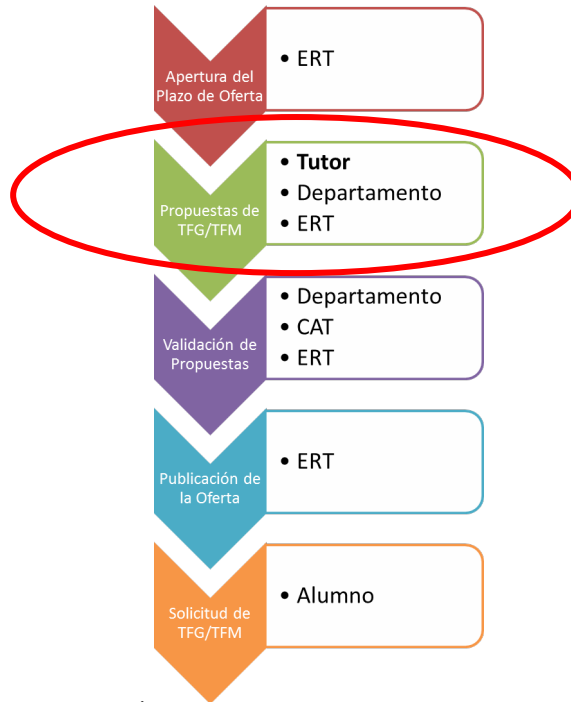 Apertura del
Plazo de Oferta
• ERT
Propuestas de
TFG/TFM
• Tutor
• Departamento
• ERT
Validación de
Propuestas
• Departamento
• CAT
• ERT
Publicación de
la Oferta
• ERT
Solicitud de
TFG/TFM
• Alumno